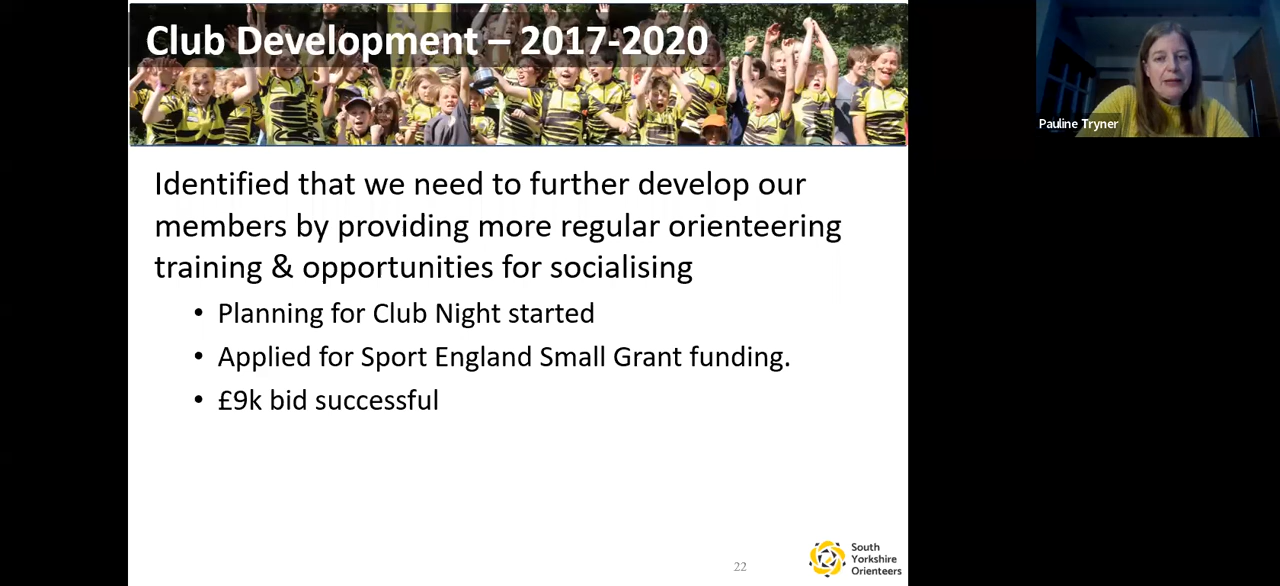 Club Development – 2017-2020
Pauline Tryner
Identified that we need to further develop our
members by providing more regular orienteering
training & opportunities for socialising
• Planning for Club Night started
• Applied for Sport England Small Grant funding.
• £9k bid successful
22
South
Yorkshire
Orienteers